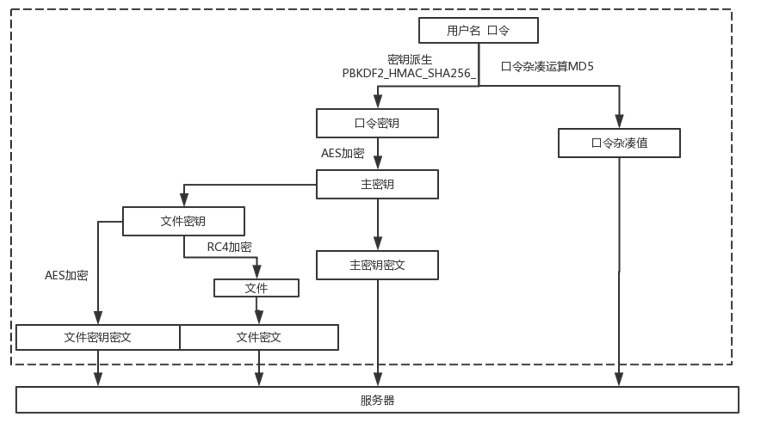 用户名 口令
密钥派生
PBKDF2_HMAC_SHA256_
口令杂凑运算MD5
口令密钥
口令杂凑值
AES加密
主密钥
文件密钥
RC4加密
主密钥密文
AES加密
文件
文件密钥密文
文件密文
服务器